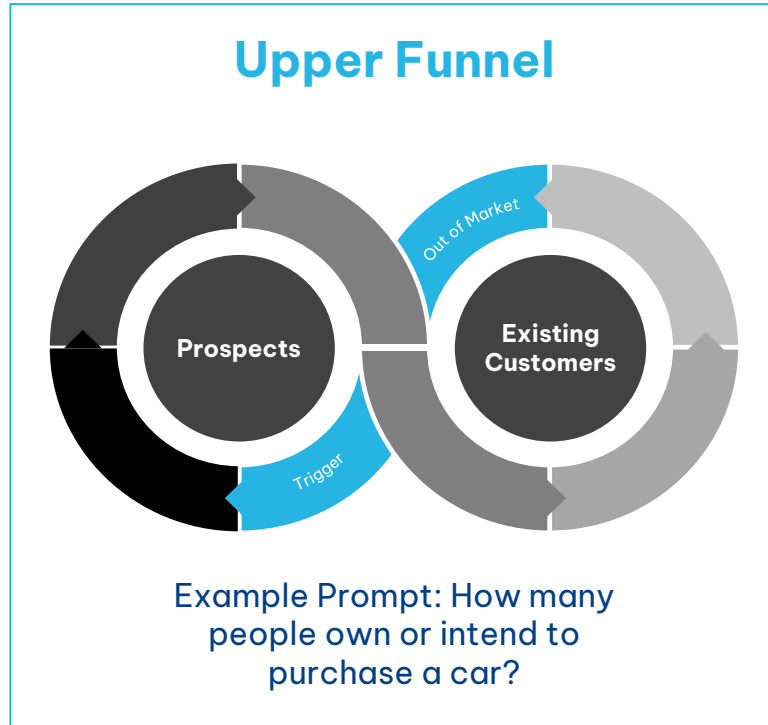 Upper Funnel
Out of Market
Prospects
Existing
Customers
Trigger
Example Prompt: How many
people own or intend to
purchase a car?